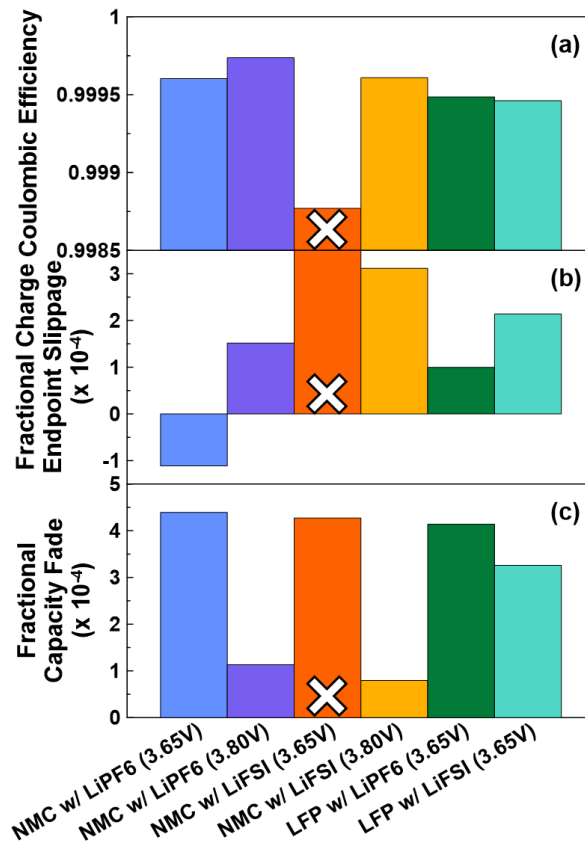 Coulombic Efficiency
1
0.9995
0.999
0.9985
(a)
Fractional Charge
Endpoint Slippage
(x 10⁻⁴)
3
2
1
0
-1
(b)
Fractional
Capacity Fade
(x 10⁻⁴)
5
4
3
2
1
0
(c)
NMC w/ LiPF6 (3.65V)
NMC w/ LiPF6 (3.80V)
NMC w/ LiFSI (3.65V)
NMC w/ LiFSI (3.80V)
LFP w/ LiPF6 (3.65V)
LFP w/ LiFSI (3.65V)